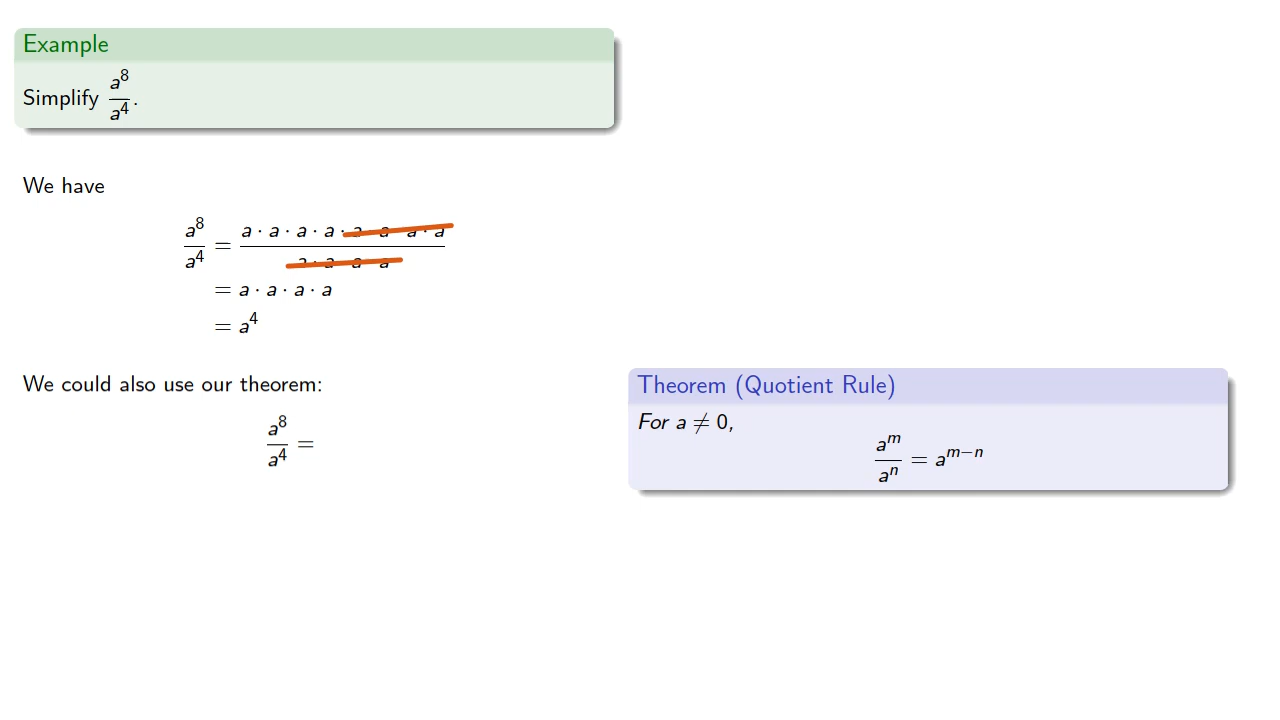 Example
Simplify a^8/a^4.
We have
a^8/a^4 = a · a · a · a · a · a · a · a / a · a · a · a
= a · a · a · a
= a^4
We could also use our theorem:
a^8/a^4 =
Theorem (Quotient Rule)
For a ≠ 0,
a^m/a^n = a^{m−n}